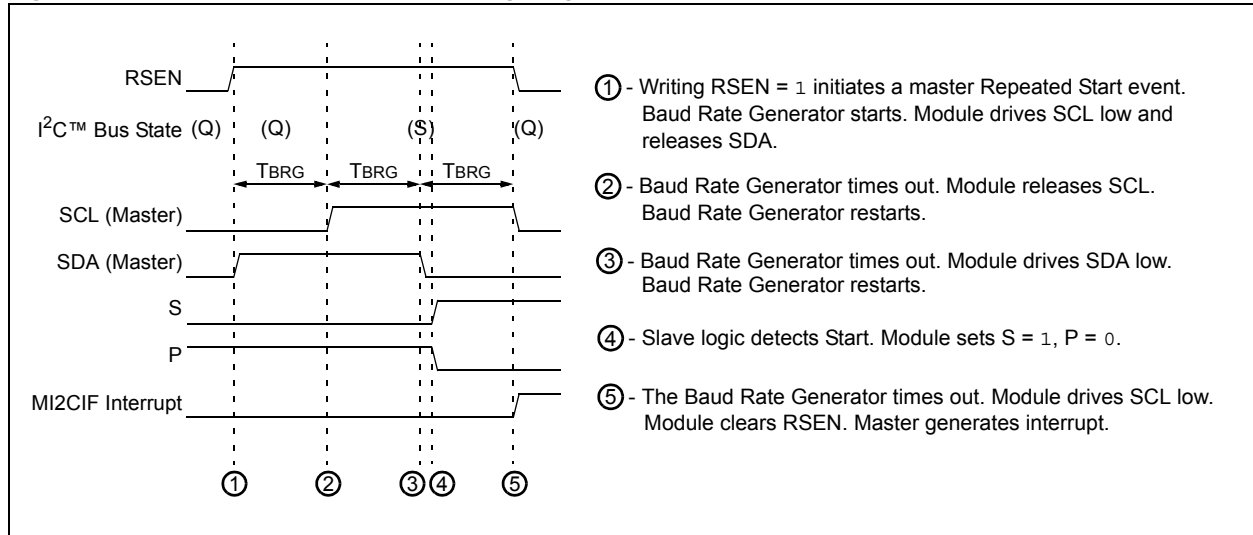 RSEN
I2C™ Bus State (Q) (Q) (S) (Q)
TBRG TBRG TBRG
SCL (Master)
SDA (Master)
S
P
MI2CIF Interrupt
1 2 3 4 5
1 - Writing RSEN = 1 initiates a master Repeated Start event.
Baud Rate Generator starts. Module drives SCL low and
releases SDA.
2 - Baud Rate Generator times out. Module releases SCL.
Baud Rate Generator restarts.
3 - Baud Rate Generator times out. Module drives SDA low.
Baud Rate Generator restarts.
4 - Slave logic detects Start. Module sets S = 1, P = 0.
5 - The Baud Rate Generator times out. Module drives SCL low.
Module clears RSEN. Master generates interrupt.